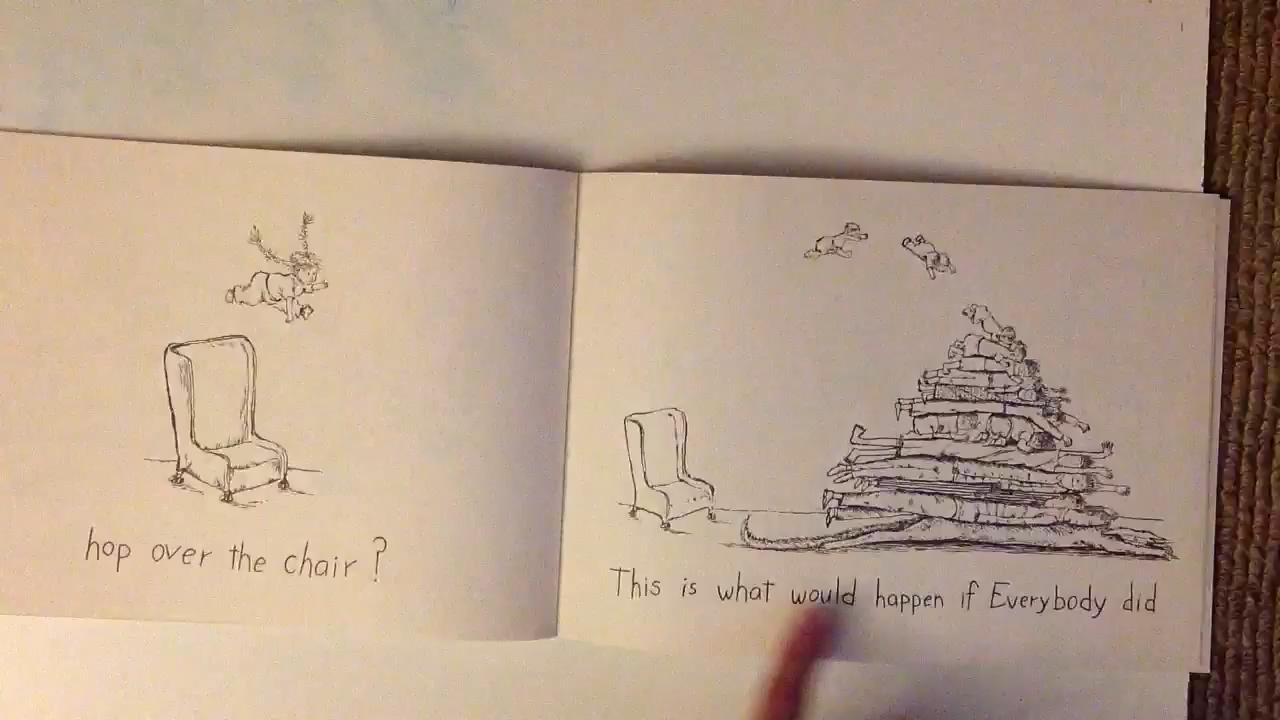 hop over the chair?
This is what would happen if Everybody did